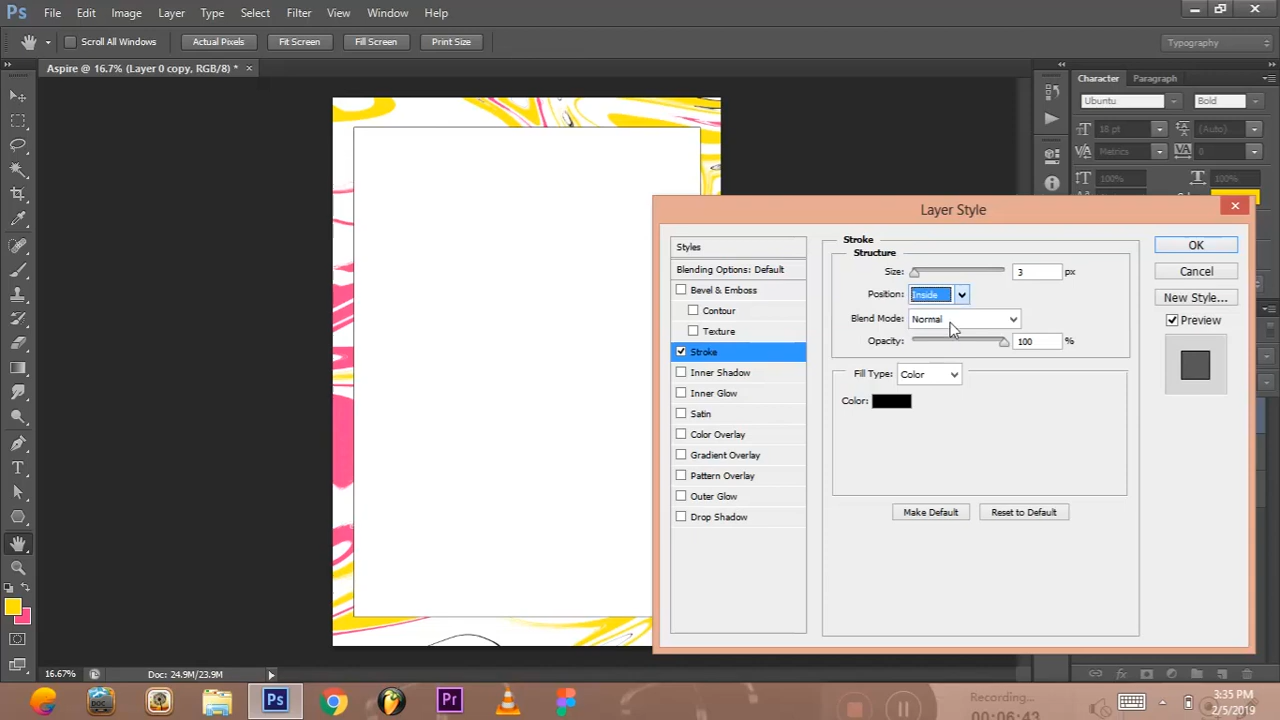 Ps File Edit Image Layer Type Select Filter View Window Help
Scroll All Windows Actual Pixels Fit Screen Fill Screen Print Size Typography
Aspire @ 16.7% (Layer 0 copy, RGB/8) * ×
Character Paragraph
Ubuntu Bold
18 pt (Auto)
Metrics 0
100% 100%
Layer Style
Styles
Blending Options: Default
Bevel & Emboss
Contour
Texture
Stroke
Inner Shadow
Inner Glow
Satin
Color Overlay
Gradient Overlay
Pattern Overlay
Outer Glow
Drop Shadow
Stroke
Structure
Size: 3 px
Position: Inside
Blend Mode: Normal
Opacity: 100 %
Fill Type: Color
Color:
Make Default Reset to Default
OK
Cancel
New Style...
Preview
16.67% Doc: 24.9M/23.9M
DOC Ps Pr
Recording...
00:06:43
3:35 PM
2/5/2019